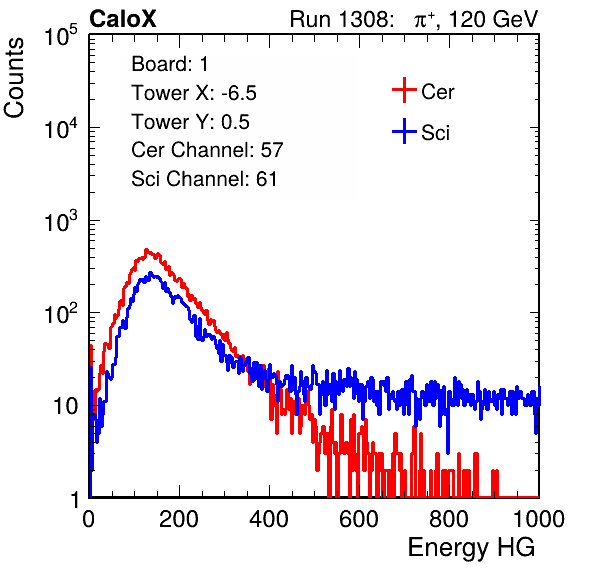 CaloX Run 1308: π⁺, 120 GeV
Counts
10⁵
10⁴
10³
10²
10
1
Board: 1
Tower X: -6.5
Tower Y: 0.5
Cer Channel: 57
Sci Channel: 61
Cer
Sci
0 200 400 600 800 1000
Energy HG